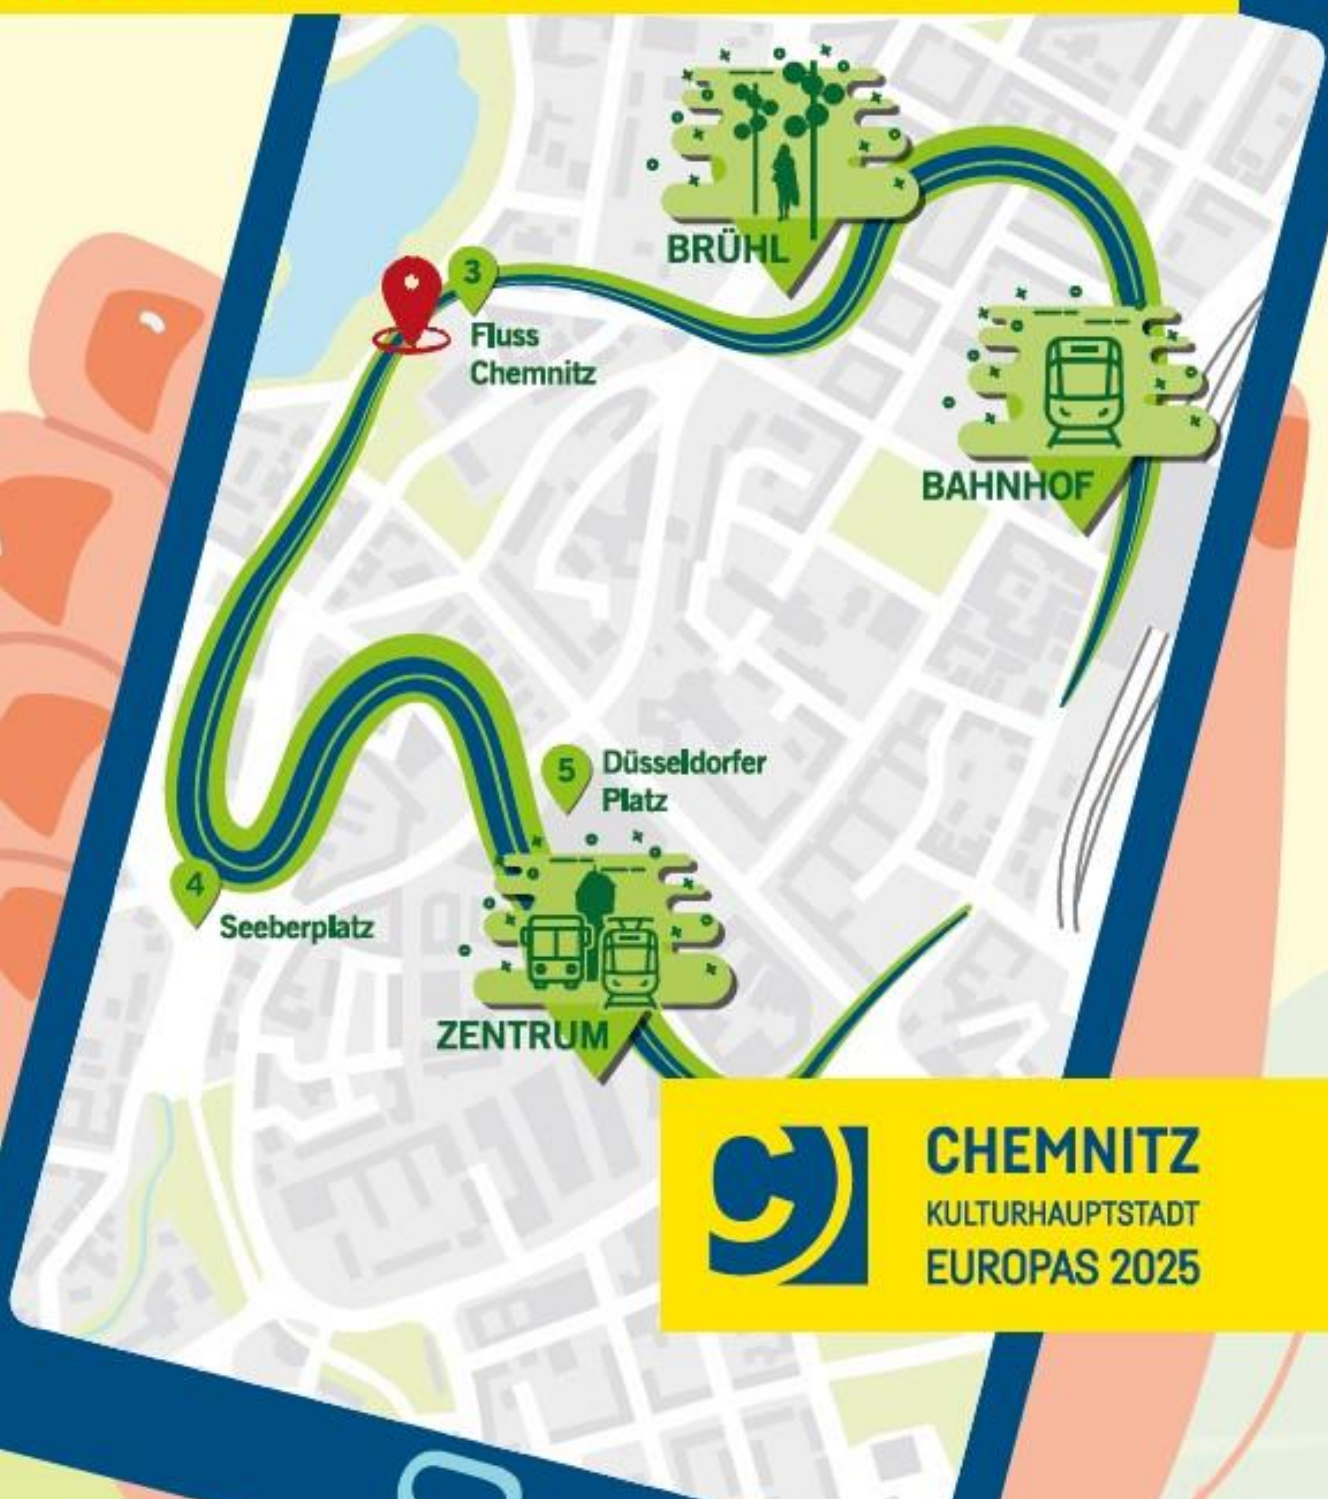 BRÜHL
3
Fluss
Chemnitz
BAHNHOF
5
Düsseldorfer
Platz
4
Seeberplatz
ZENTRUM
CHEMNITZ
KULTURHAUPTSTADT
EUROPAS 2025